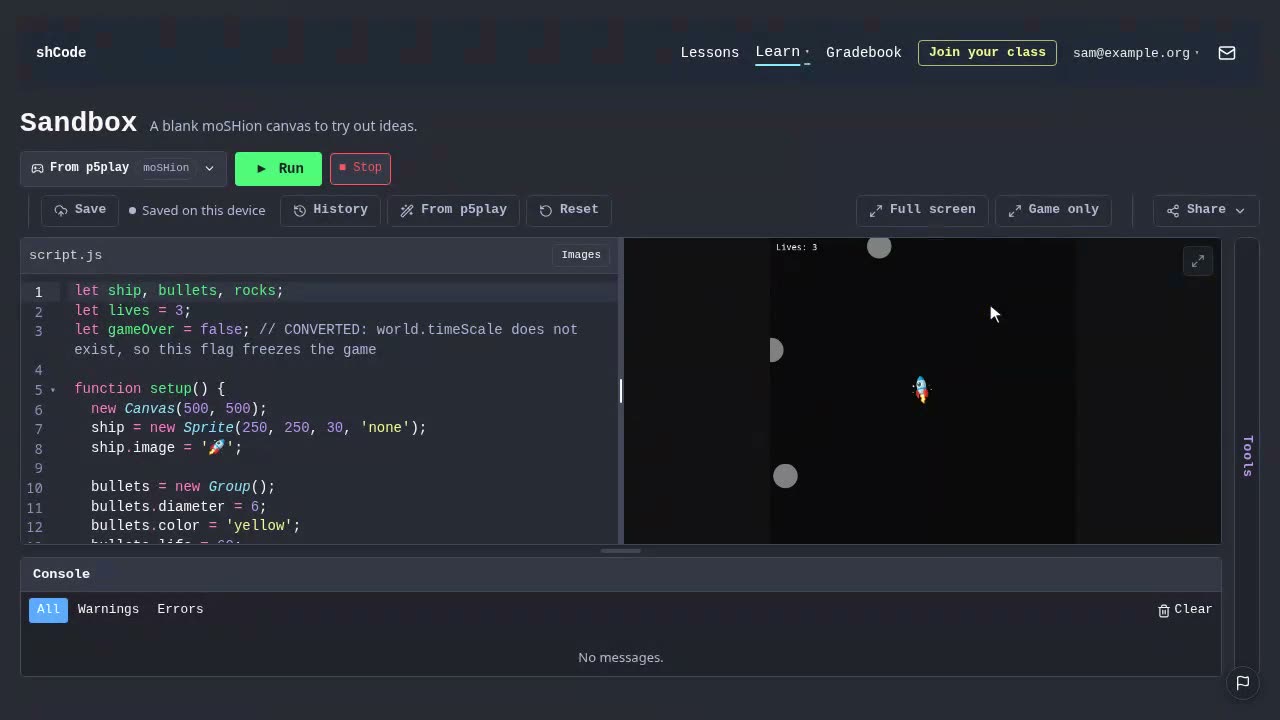 shCode
Lessons Learn Gradebook Join your class sam@example.org
Sandbox A blank moSHion canvas to try out ideas.
From p5play moSHion Run Stop
Save Saved on this device History From p5play Reset Full screen Game only Share
script.js Images
1 let ship, bullets, rocks;
2 let lives = 3;
3 let gameOver = false; // CONVERTED: world.timeScale does not
exist, so this flag freezes the game
4
5 function setup() {
6 new Canvas(500, 500);
7 ship = new Sprite(250, 250, 30, 'none');
8 ship.image = '🚀';
9
10 bullets = new Group();
11 bullets.diameter = 6;
12 bullets.color = 'yellow';
Lives: 3
Tools
Console
All Warnings Errors Clear
No messages.